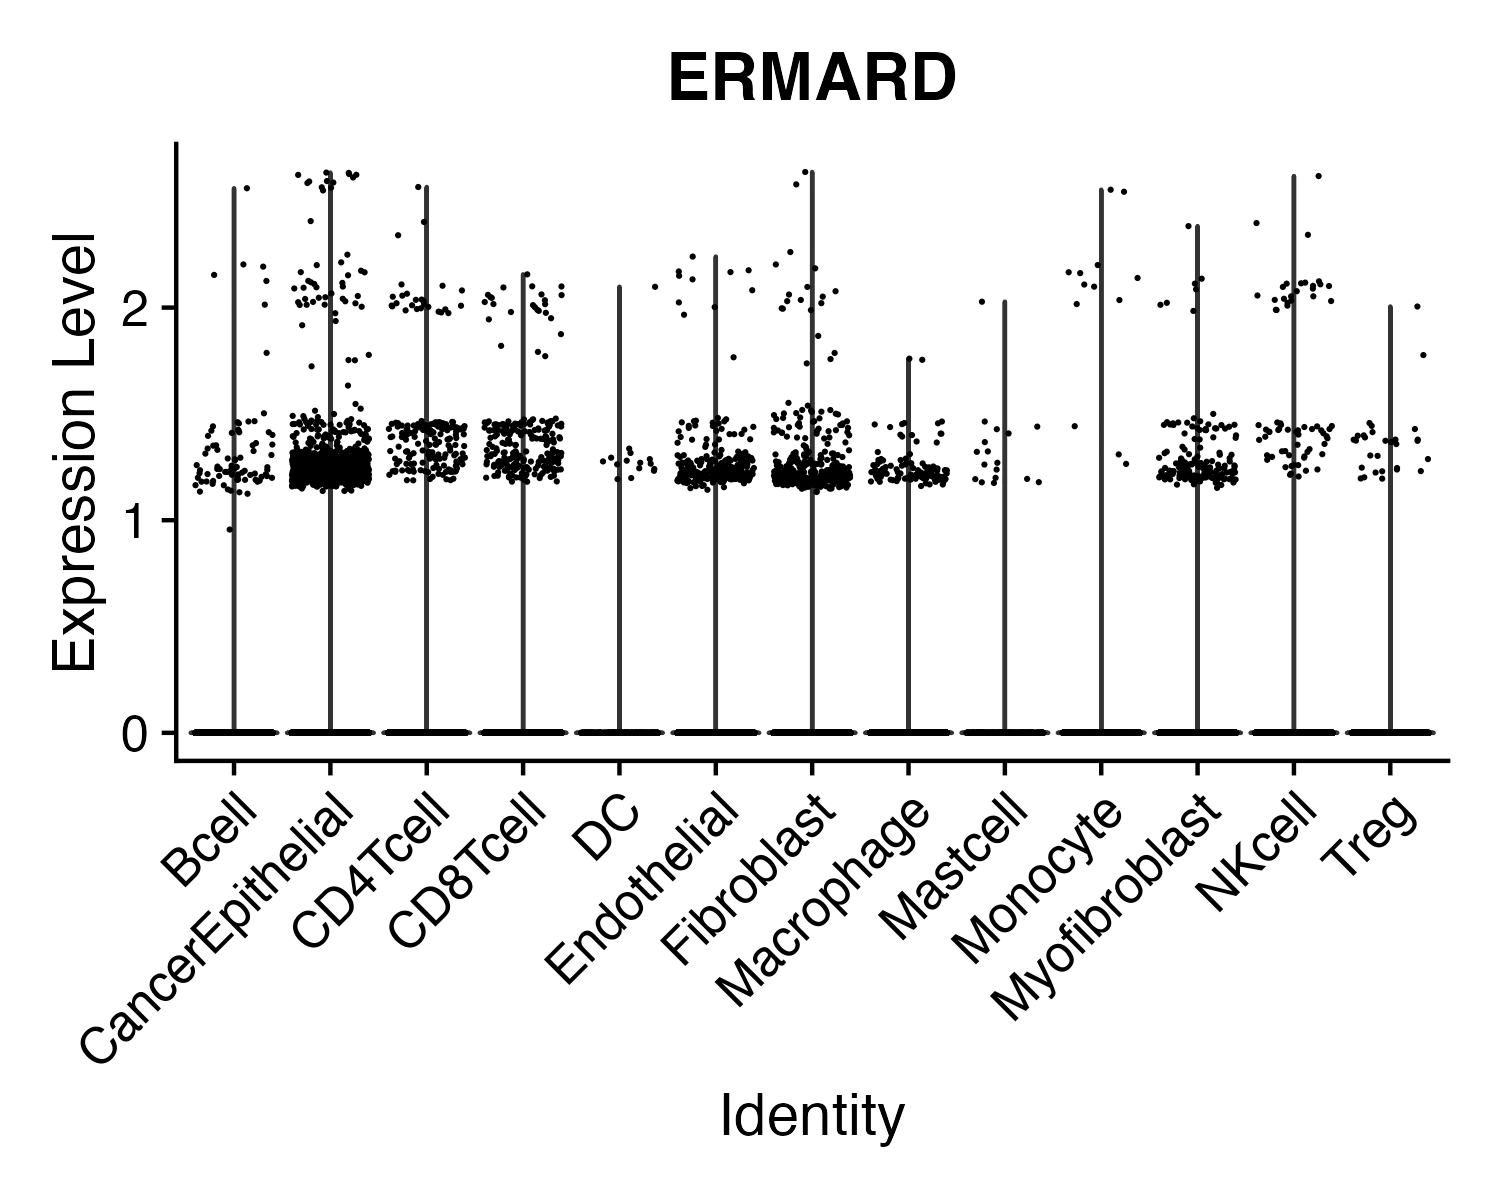 ERMARD
Expression Level
2
1
0
Bcell
CancerEpithelial
CD4Tcell
CD8Tcell
DC
Endothelial
Fibroblast
Macrophage
Mastcell
Monocyte
Myofibroblast
NKcell
Treg
Identity